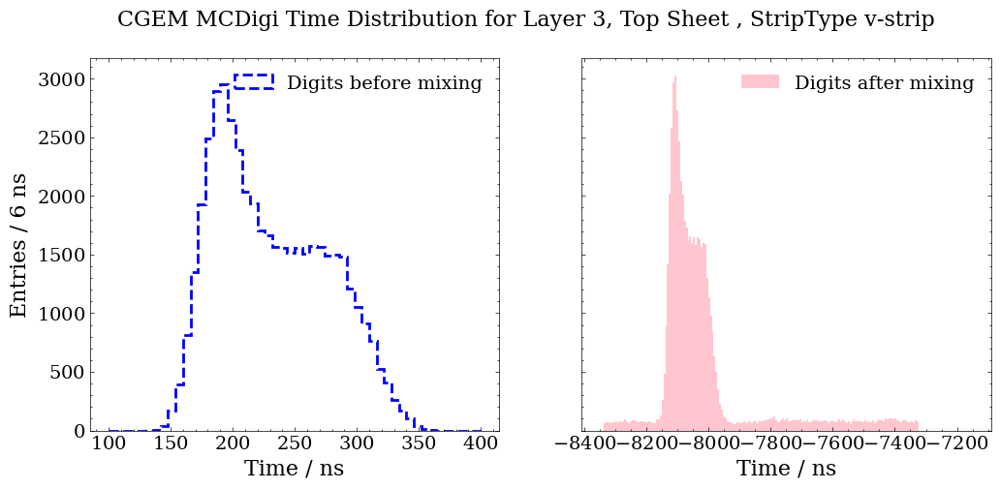 CGEM MCDigi Time Distribution for Layer 3, Top Sheet , StripType v-strip
Digits before mixing
Digits after mixing
Entries / 6 ns
3000
2500
2000
1500
1000
500
0
100 150 200 250 300 350 400
Time / ns
−8400 −8200 −8000 −7800 −7600 −7400 −7200
Time / ns